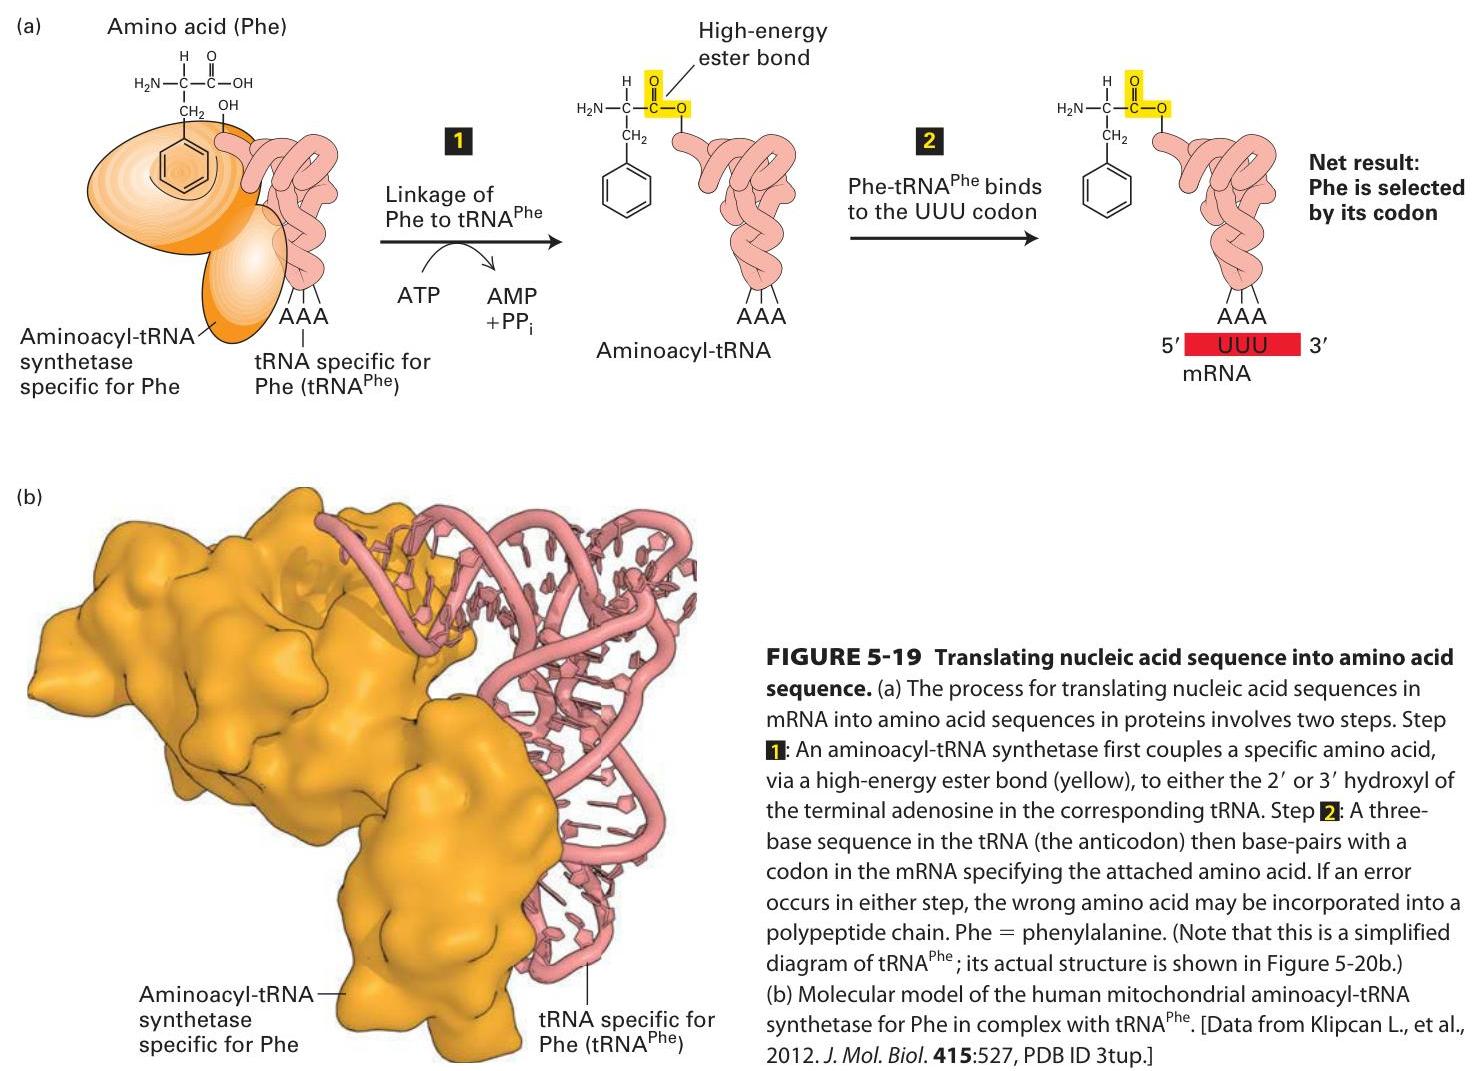 (a)
Amino acid (Phe)
H O
H₂N—C—C—OH
CH₂ OH
Aminoacyl-tRNA
synthetase
specific for Phe
AAA
tRNA specific for
Phe (tRNAᴾʰᵉ)
1
Linkage of
Phe to tRNAᴾʰᵉ
ATP
AMP
+PPᵢ
High-energy
ester bond
H O
H₂N—C—C—O
CH₂
AAA
Aminoacyl-tRNA
2
Phe-tRNAᴾʰᵉ binds
to the UUU codon
H O
H₂N—C—C—O
CH₂
AAA
5′ UUU 3′
mRNA
Net result:
Phe is selected
by its codon
(b)
Aminoacyl-tRNA
synthetase
specific for Phe
tRNA specific for
Phe (tRNAᴾʰᵉ)
FIGURE 5-19 Translating nucleic acid sequence into amino acid
sequence. (a) The process for translating nucleic acid sequences in
mRNA into amino acid sequences in proteins involves two steps. Step
1: An aminoacyl-tRNA synthetase first couples a specific amino acid,
via a high-energy ester bond (yellow), to either the 2′ or 3′ hydroxyl of
the terminal adenosine in the corresponding tRNA. Step 2: A three-
base sequence in the tRNA (the anticodon) then base-pairs with a
codon in the mRNA specifying the attached amino acid. If an error
occurs in either step, the wrong amino acid may be incorporated into a
polypeptide chain. Phe = phenylalanine. (Note that this is a simplified
diagram of tRNAᴾʰᵉ; its actual structure is shown in Figure 5-20b.)
(b) Molecular model of the human mitochondrial aminoacyl-tRNA
synthetase for Phe in complex with tRNAᴾʰᵉ. [Data from Klipcan L., et al.,
2012. J. Mol. Biol. 415:527, PDB ID 3tup.]